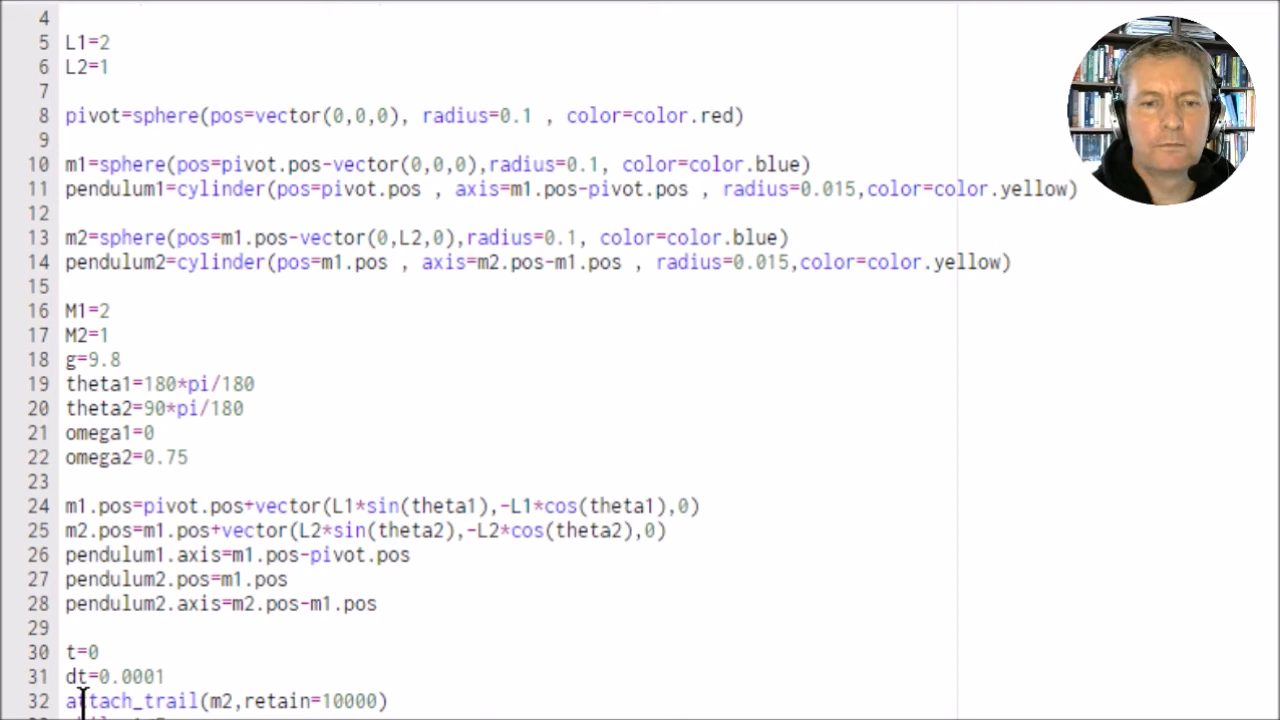 4
5 L1=2
6 L2=1
7
8 pivot=sphere(pos=vector(0,0,0), radius=0.1 , color=color.red)
9
10 m1=sphere(pos=pivot.pos-vector(0,0,0),radius=0.1, color=color.blue)
11 pendulum1=cylinder(pos=pivot.pos , axis=m1.pos-pivot.pos , radius=0.015,color=color.yellow)
12
13 m2=sphere(pos=m1.pos-vector(0,L2,0),radius=0.1, color=color.blue)
14 pendulum2=cylinder(pos=m1.pos , axis=m2.pos-m1.pos , radius=0.015,color=color.yellow)
15
16 M1=2
17 M2=1
18 g=9.8
19 theta1=180*pi/180
20 theta2=90*pi/180
21 omega1=0
22 omega2=0.75
23
24 m1.pos=pivot.pos+vector(L1*sin(theta1),-L1*cos(theta1),0)
25 m2.pos=m1.pos+vector(L2*sin(theta2),-L2*cos(theta2),0)
26 pendulum1.axis=m1.pos-pivot.pos
27 pendulum2.pos=m1.pos
28 pendulum2.axis=m2.pos-m1.pos
29
30 t=0
31 dt=0.0001
32 attach_trail(m2,retain=10000)